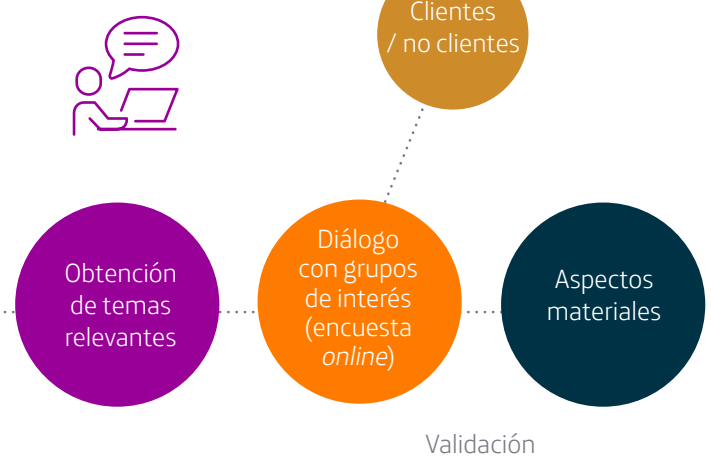 Clientes
/ no clientes
Obtención
de temas
relevantes
Diálogo
con grupos
de interés
(encuesta
online)
Aspectos
materiales
Validación